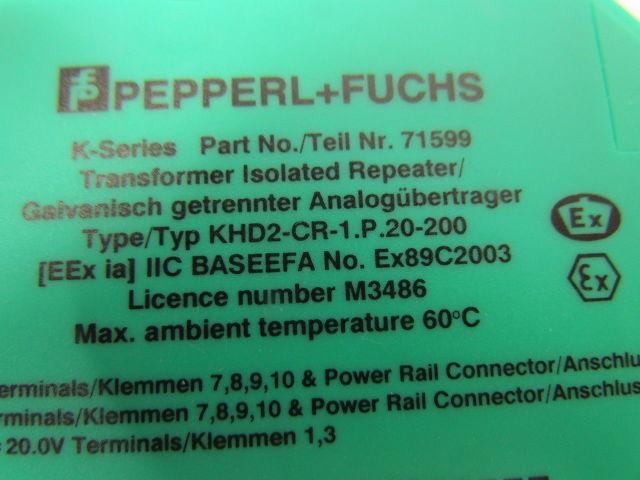 PEPPERL+FUCHS
K-Series Part No./Teil Nr. 71599
Transformer Isolated Repeater/
Galvanisch getrennter Analogübertrager
Type/Typ KHD2-CR-1.P.20-200
[EEx ia] IIC BASEEFA No. Ex89C2003
Licence number M3486
Max. ambient temperature 60°C
Ex
Ex
erminals/Klemmen 7,8,9,10 & Power Rail Connector/Anschlus
rminals/Klemmen 7,8,9,10 & Power Rail Connector/Anschluss
20.0V Terminals/Klemmen 1,3